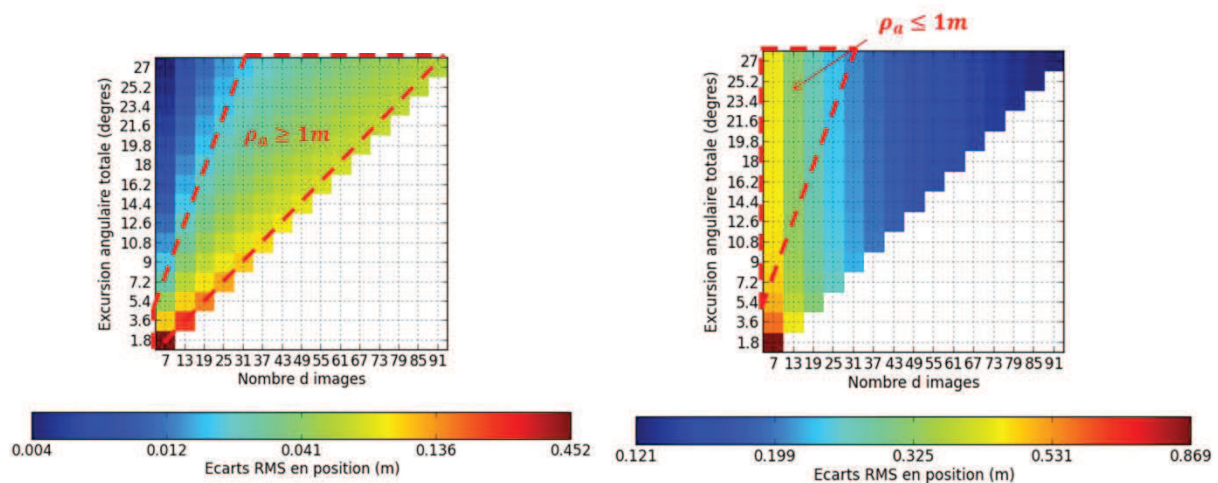 ρₐ ≤ 1m
ρₐ ≥ 1m
Excursion angulaire totale (degres)
27
25.2
23.4
21.6
19.8
18
16.2
14.4
12.6
10.8
9
7.2
5.4
3.6
1.8
7 13 19 25 31 37 43 49 55 61 67 73 79 85 91
Nombre d images
0.004 0.012 0.041 0.136 0.452
Ecarts RMS en position (m)
Excursion angulaire totale (degres)
27
25.2
23.4
21.6
19.8
18
16.2
14.4
12.6
10.8
9
7.2
5.4
3.6
1.8
7 13 19 25 31 37 43 49 55 61 67 73 79 85 91
Nombre d images
0.121 0.199 0.325 0.531 0.869
Ecarts RMS en position (m)